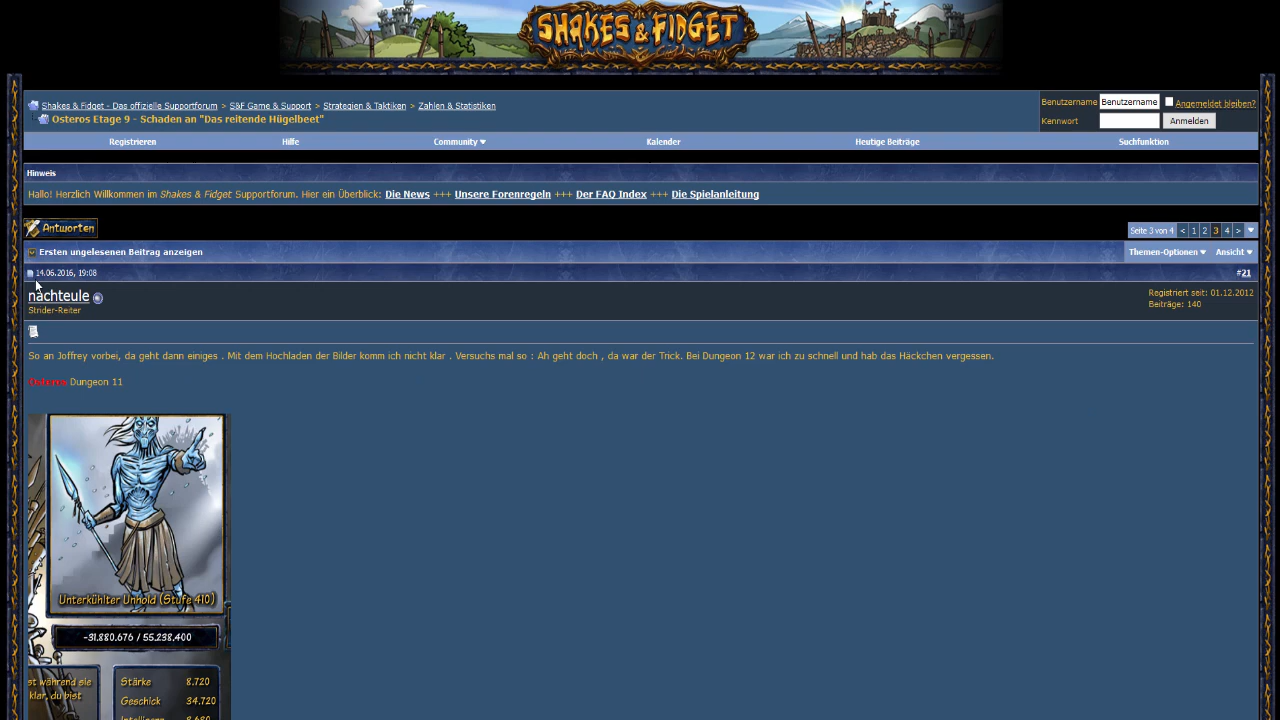 SHAKES & FIDGET
Shakes & Fidget - Das offizielle Supportforum > S&F Game & Support > Strategien & Taktiken > Zahlen & Statistiken
Osteros Etage 9 - Schaden an "Das reitende Hügelbeet"
Benutzername Benutzername Angemeldet bleiben?
Kennwort Anmelden
Registrieren Hilfe Community Kalender Heutige Beiträge Suchfunktion
Hinweis
Hallo! Herzlich Willkommen im Shakes & Fidget Supportforum. Hier ein Überblick: Die News +++ Unsere Forenregeln +++ Der FAQ Index +++ Die Spielanleitung
Antworten
Seite 3 von 4 < 1 2 3 4 >
Ersten ungelesenen Beitrag anzeigen Themen-Optionen Ansicht
14.06.2016, 19:08 #21
nachteule
Strider-Reiter
Registriert seit: 01.12.2012
Beiträge: 140
So an Joffrey vorbei, da geht dann einiges . Mit dem Hochladen der Bilder komm ich nicht klar . Versuchs mal so : Ah geht doch , da war der Trick. Bei Dungeon 12 war ich zu schnell und hab das Häckchen vergessen.
Osteros Dungeon 11
Unterkühlter Unhold (Stufe 410)
-31.880.676 / 55.238.400
st während sie
klar, du bist
Stärke 8.720
Geschick 34.720